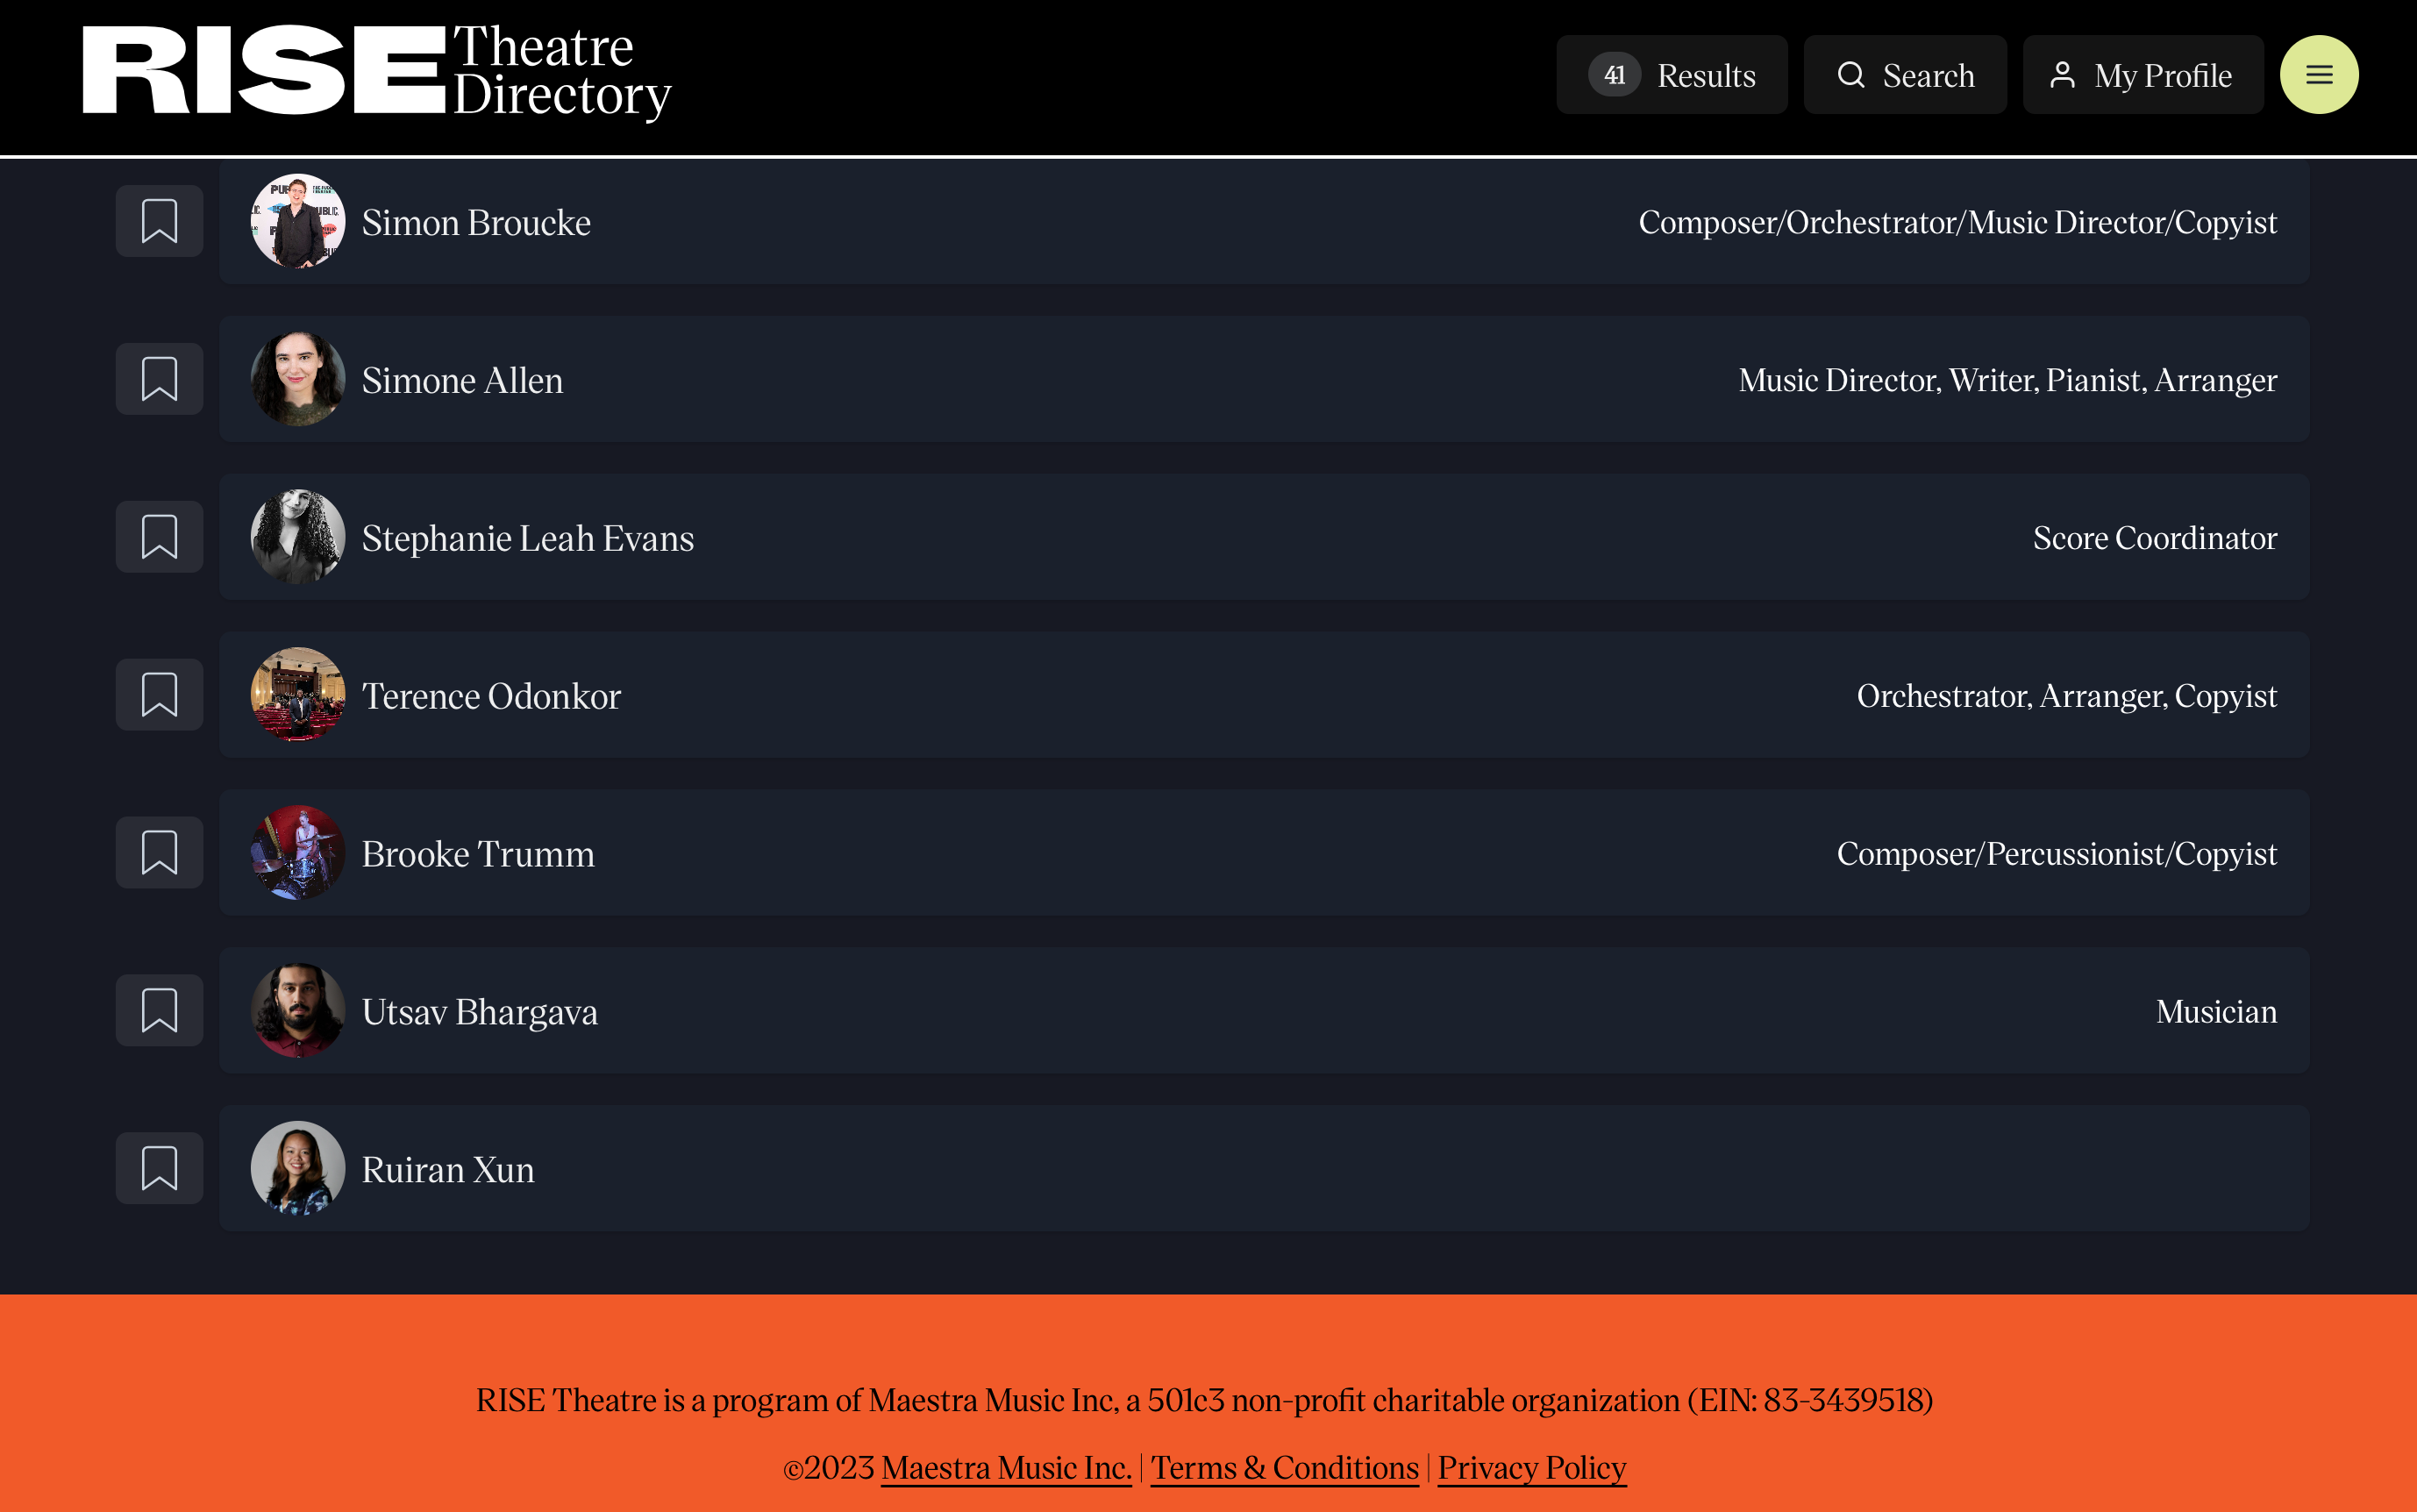 RISE Theatre Directory
41 Results
Search
My Profile
Simon Broucke
Composer/Orchestrator/Music Director/Copyist
Simone Allen
Music Director, Writer, Pianist, Arranger
Stephanie Leah Evans
Score Coordinator
Terence Odonkor
Orchestrator, Arranger, Copyist
Brooke Trumm
Composer/Percussionist/Copyist
Utsav Bhargava
Musician
Ruiran Xun
RISE Theatre is a program of Maestra Music Inc, a 501c3 non-profit charitable organization (EIN: 83-3439518)
©2023 Maestra Music Inc. | Terms & Conditions | Privacy Policy